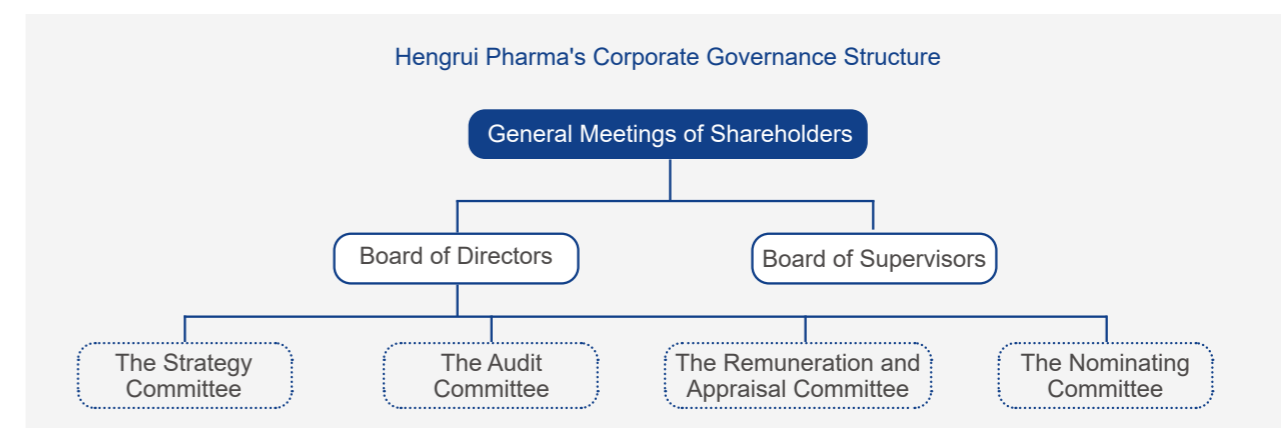 Hengrui Pharma's Corporate Governance Structure
General Meetings of Shareholders
Board of Directors
Board of Supervisors
The Strategy
Committee
The Audit
Committee
The Remuneration and
Appraisal Committee
The Nominating
Committee